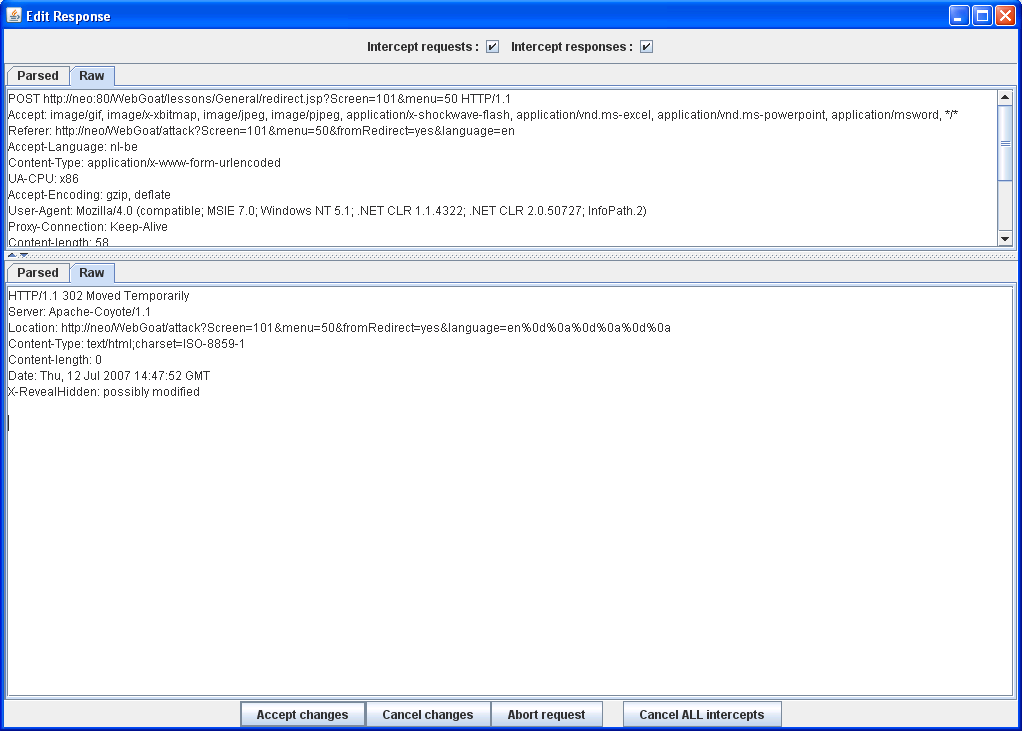 Edit Response
Intercept requests : Intercept responses :
Parsed Raw
POST http://neo:80/WebGoat/lessons/General/redirect.jsp?Screen=101&menu=50 HTTP/1.1
Accept: image/gif, image/x-xbitmap, image/jpeg, image/pjpeg, application/x-shockwave-flash, application/vnd.ms-excel, application/vnd.ms-powerpoint, application/msword, */*
Referer: http://neo/WebGoat/attack?Screen=101&menu=50&fromRedirect=yes&language=en
Accept-Language: nl-be
Content-Type: application/x-www-form-urlencoded
UA-CPU: x86
Accept-Encoding: gzip, deflate
User-Agent: Mozilla/4.0 (compatible; MSIE 7.0; Windows NT 5.1; .NET CLR 1.1.4322; .NET CLR 2.0.50727; InfoPath.2)
Proxy-Connection: Keep-Alive
Content-length: 58
Parsed Raw
HTTP/1.1 302 Moved Temporarily
Server: Apache-Coyote/1.1
Location: http://neo/WebGoat/attack?Screen=101&menu=50&fromRedirect=yes&language=en%0d%0a%0d%0a%0d%0a
Content-Type: text/html;charset=ISO-8859-1
Content-length: 0
Date: Thu, 12 Jul 2007 14:47:52 GMT
X-RevealHidden: possibly modified
Accept changes Cancel changes Abort request Cancel ALL intercepts